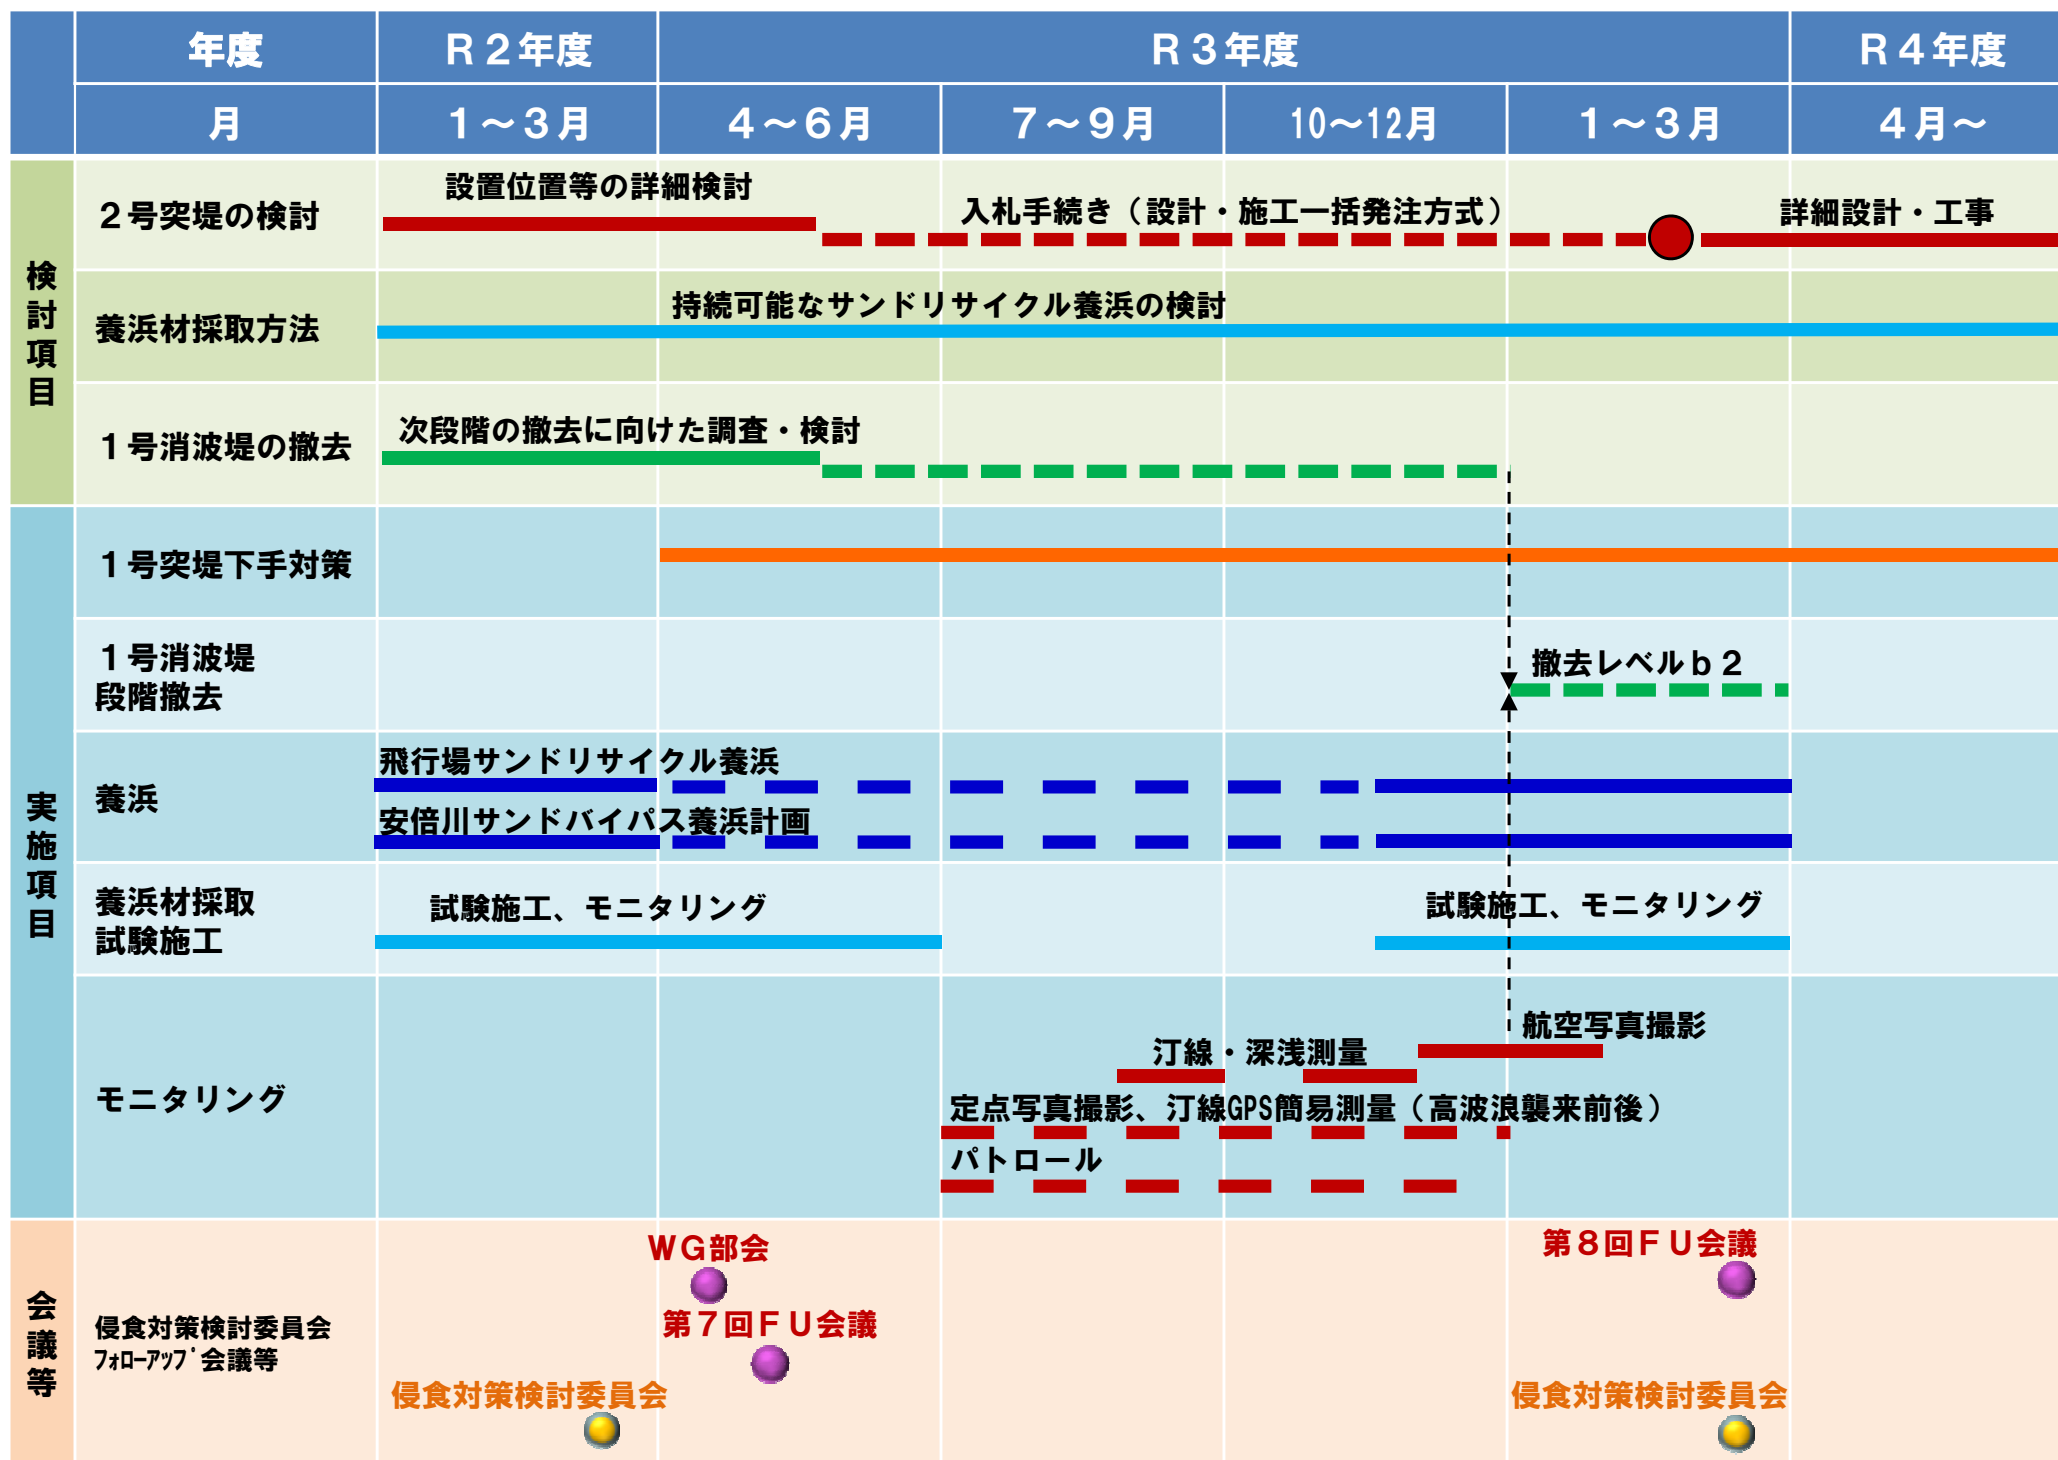 年度
R２年度
R３年度
R４年度
月
１～３月
４～６月
７～９月
10～12月
１～３月
４月～
検討項目
２号突堤の検討
設置位置等の詳細検討
入札手続き（設計・施工一括発注方式）
詳細設計・工事
養浜材採取方法
持続可能なサンドリサイクル養浜の検討
１号消波堤の撤去
次段階の撤去に向けた調査・検討
実施項目
１号突堤下手対策
１号消波堤
段階撤去
撤去レベルｂ２
養浜
飛行場サンドリサイクル養浜
安倍川サンドバイパス養浜計画
養浜材採取
試験施工
試験施工、モニタリング
試験施工、モニタリング
モニタリング
航空写真撮影
汀線・深浅測量
定点写真撮影、汀線GPS簡易測量（高波浪襲来前後）
パトロール
会議等
侵食対策検討委員会
ﾌｫﾛｰｱｯﾌﾟ会議等
WG部会
第７回ＦＵ会議
侵食対策検討委員会
第８回ＦＵ会議
侵食対策検討委員会